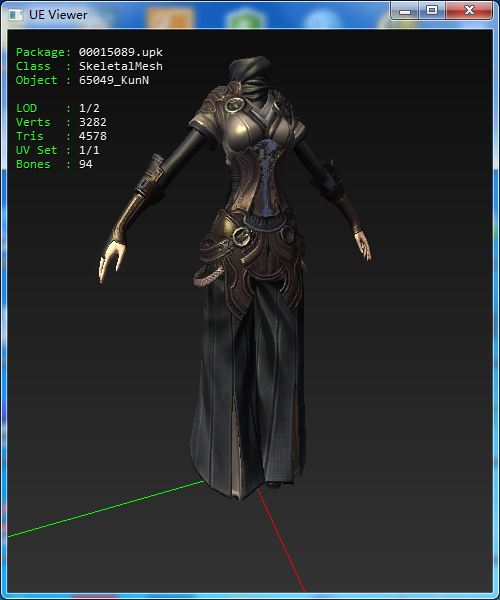 UE Viewer
Package: 00015089.upk
Class : SkeletalMesh
Object : 65049_KunN
LOD : 1/2
Verts : 3282
Tris : 4578
UV Set : 1/1
Bones : 94